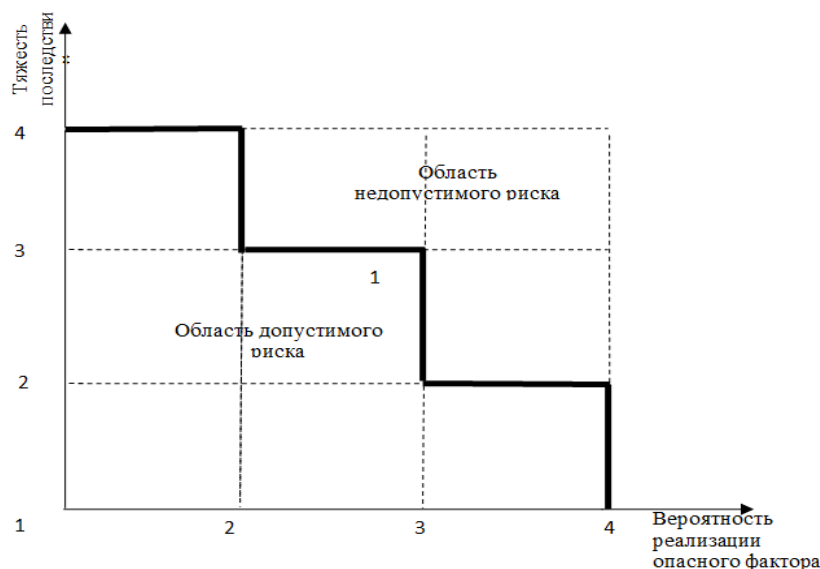 Тяжесть
последстви
х
4
Область
недопустимого риска
3
1
Область допустимого
риска
2
1
2
3
4
Вероятность
реализации
опасного фактора